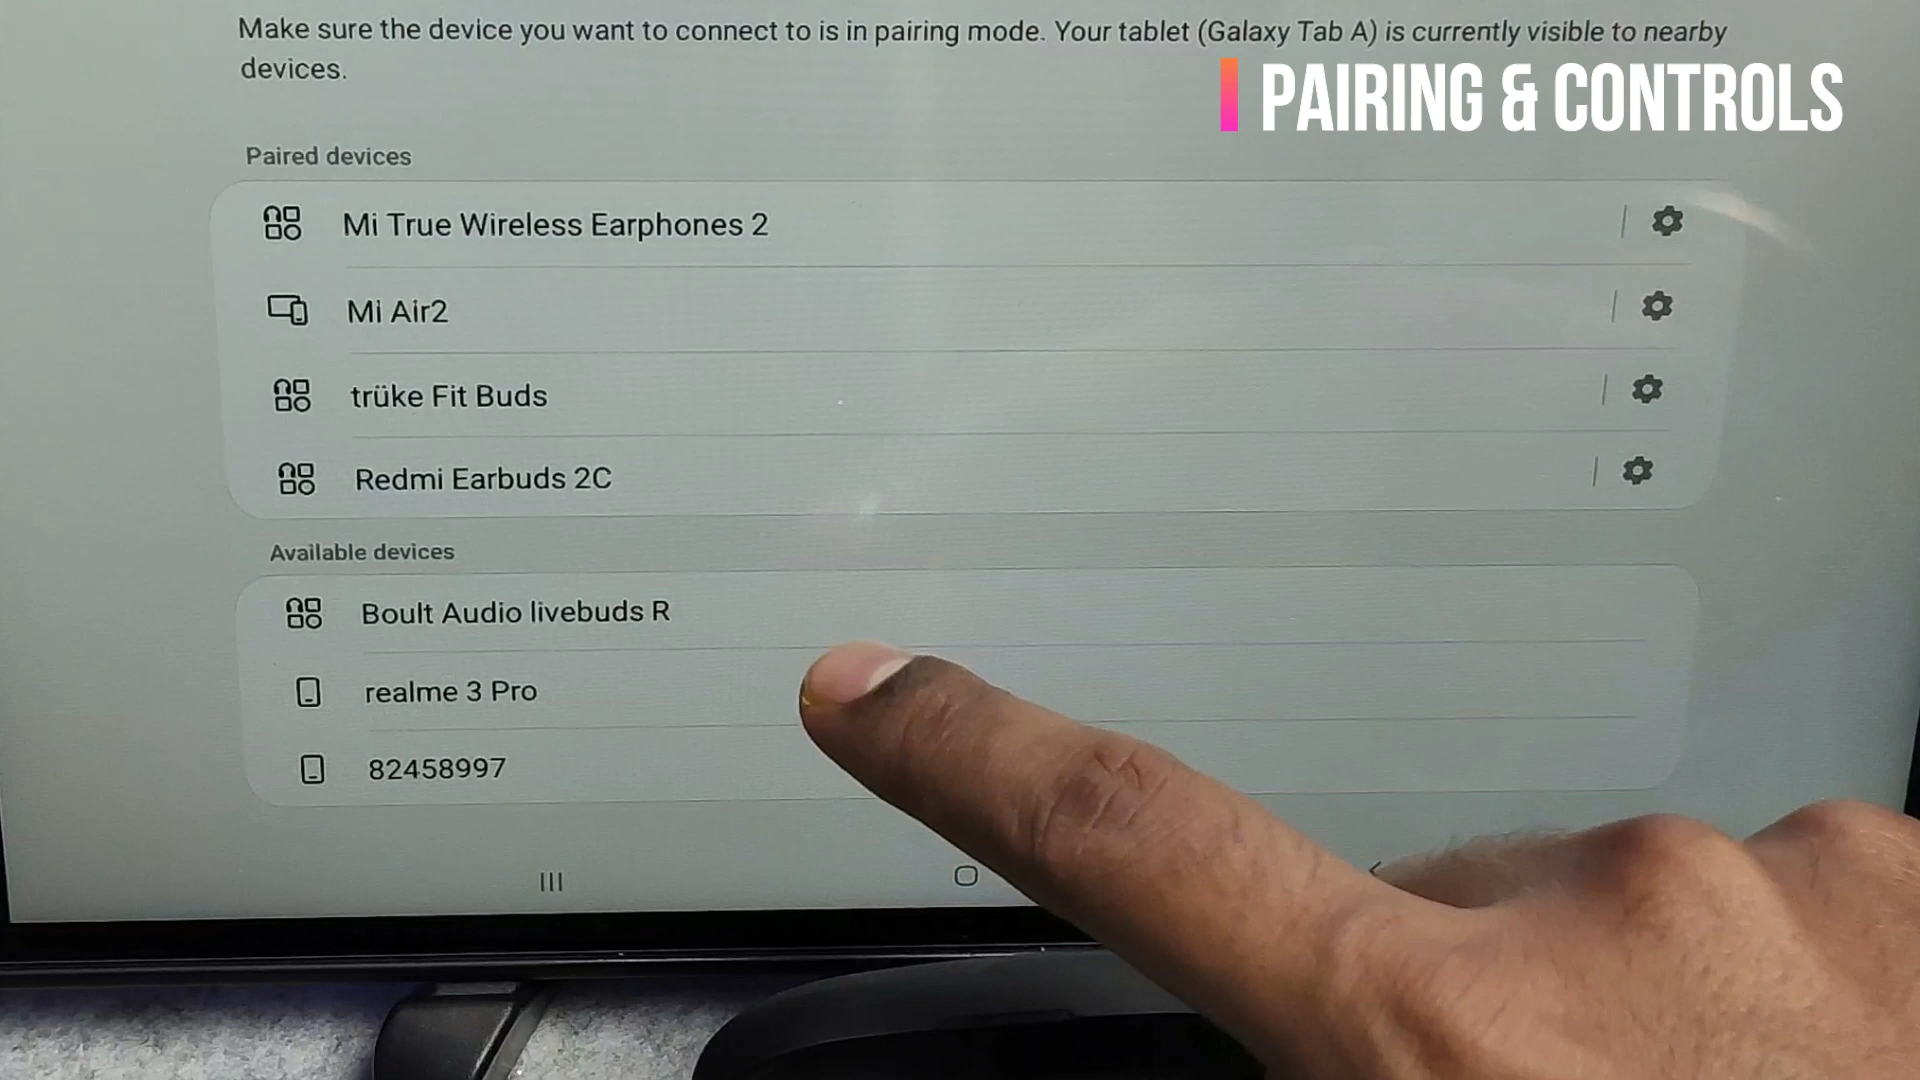 Make sure the device you want to connect to is in pairing mode. Your tablet (Galaxy Tab A) is currently visible to nearby
devices.
PAIRING & CONTROLS
Paired devices
Mi True Wireless Earphones 2
Mi Air2
trüke Fit Buds
Redmi Earbuds 2C
Available devices
Boult Audio livebuds R
realme 3 Pro
82458997